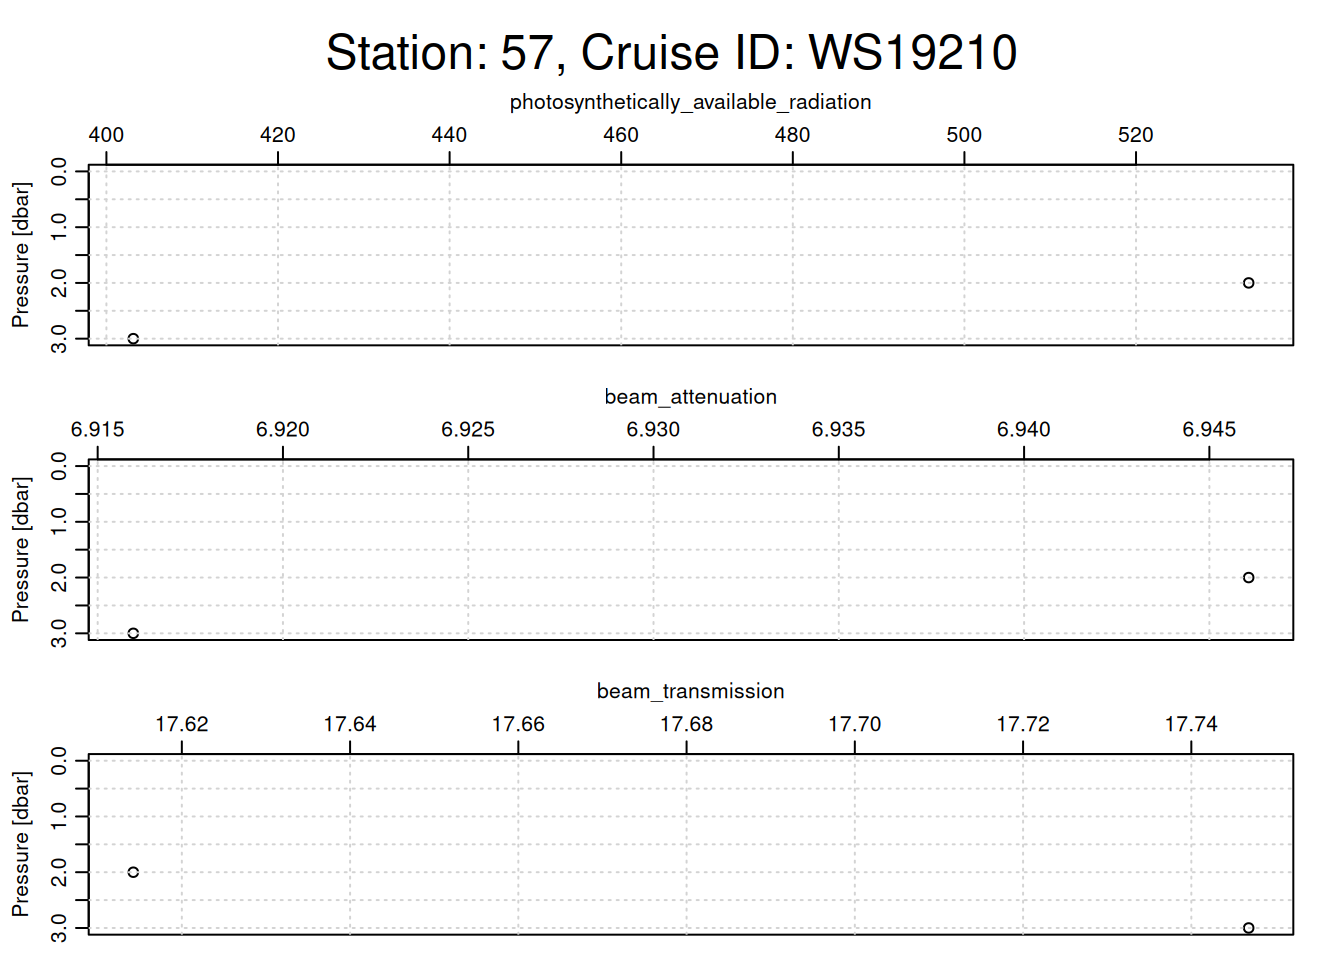 Station: 57, Cruise ID: WS19210
photosynthetically_available_radiation
400 420 440 460 480 500 520
Pressure [dbar]
0.0 1.0 2.0 3.0
beam_attenuation
6.915 6.920 6.925 6.930 6.935 6.940 6.945
Pressure [dbar]
0.0 1.0 2.0 3.0
beam_transmission
17.62 17.64 17.66 17.68 17.70 17.72 17.74
Pressure [dbar]
0.0 1.0 2.0 3.0